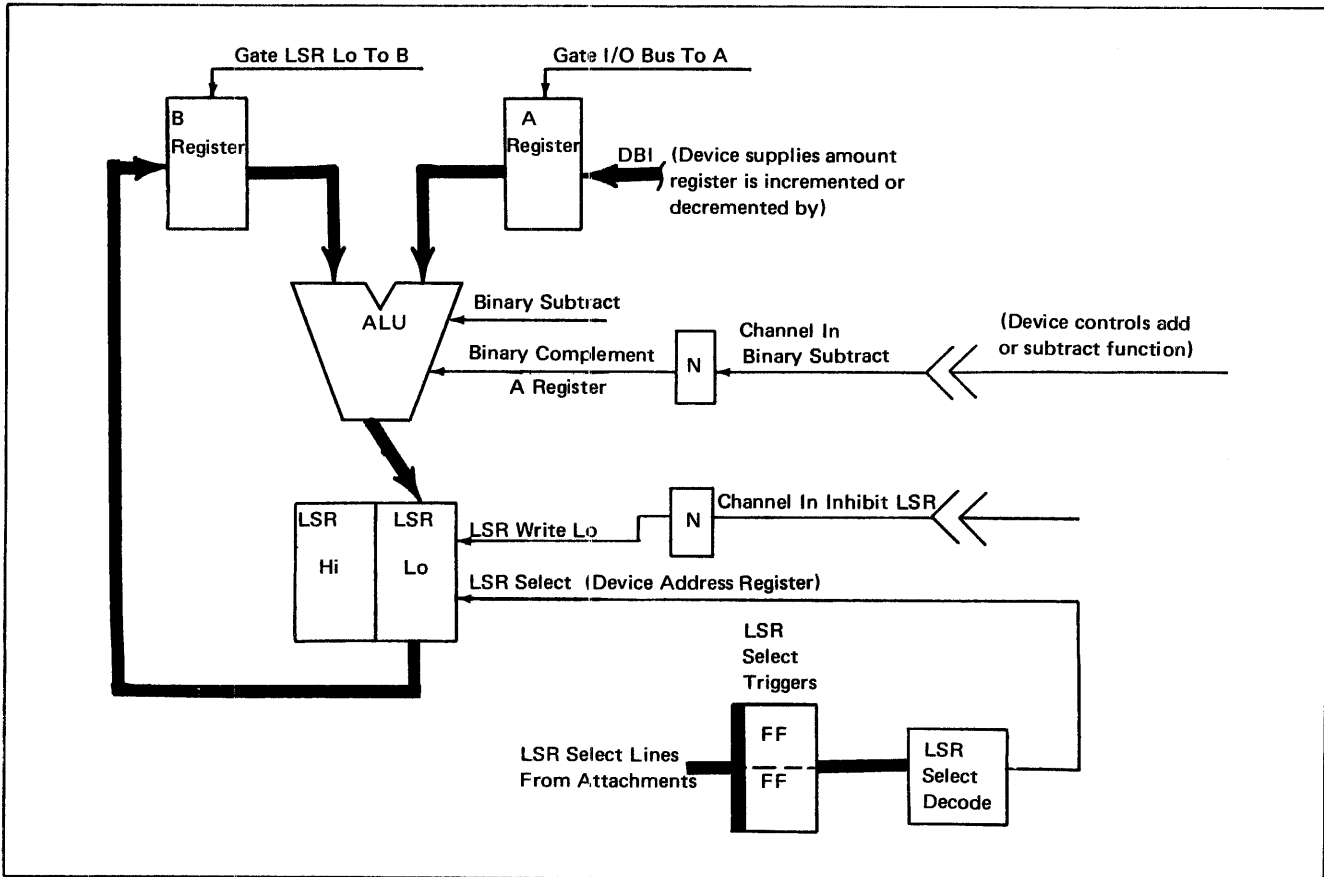 Gate LSR Lo To B
Gate I/O Bus To A
B
Register
A
Register
DBI
(Device supplies amount
register is incremented or
decremented by)
ALU
Binary Subtract
Binary Complement
A Register
N
Channel In
Binary Subtract
(Device controls add
or subtract function)
LSR
Hi
LSR
Lo
LSR Write Lo
N
Channel In Inhibit LSR
LSR Select (Device Address Register)
LSR
Select
Triggers
FF
FF
LSR Select Lines
From Attachments
LSR
Select
Decode